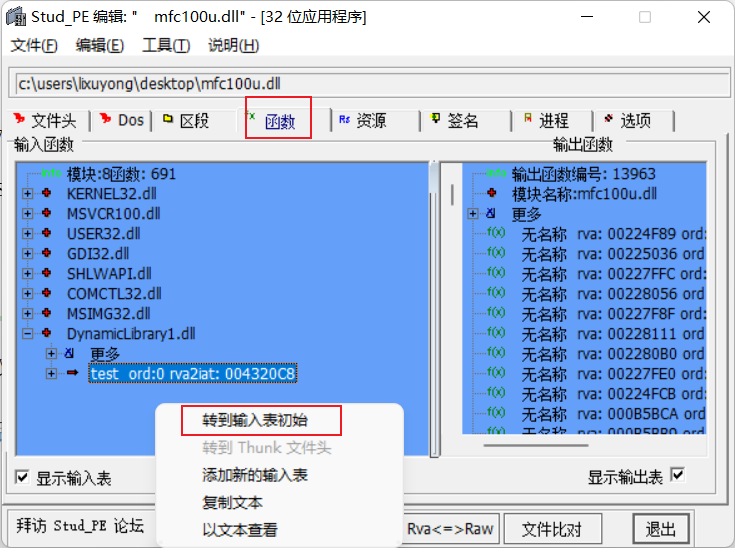 Stud_PE 编辑: " mfc100u.dll" - [32 位应用程序]
文件(F) 编辑(E) 工具(T) 说明(H)
c:\users\lixuyong\desktop\mfc100u.dll
文件头 Dos 区段 fx 函数 Rs 资源 签名 进程 选项
输入函数
Info 模块:8函数: 691
KERNEL32.dll
MSVCR100.dll
USER32.dll
GDI32.dll
SHLWAPI.dll
COMCTL32.dll
MSIMG32.dll
DynamicLibrary1.dll
更多
test ord:0 rva2iat: 004320C8
输出函数
Info 输出函数编号: 13963
模块名称:mfc100u.dll
更多
f(x) 无名称 rva: 00224F89 ord:
f(x) 无名称 rva: 00225036 ord:
f(x) 无名称 rva: 00227FFC ord:
f(x) 无名称 rva: 00228056 ord:
f(x) 无名称 rva: 00227F8F ord:
f(x) 无名称 rva: 00228111 ord:
f(x) 无名称 rva: 002280B0 ord:
f(x) 无名称 rva: 00227FE0 ord:
f(x) 无名称 rva: 00224FCB ord:
f(x) 无名称 rva: 000B5BCA ord:
f(x) 无名称 rva: 000B5BB0 ord:
转到输入表初始
转到 Thunk 文件头
添加新的输入表
复制文本
以文本查看
显示输入表
显示输出表
拜访 Stud_PE 论坛
Rva<=>Raw
文件比对
退出